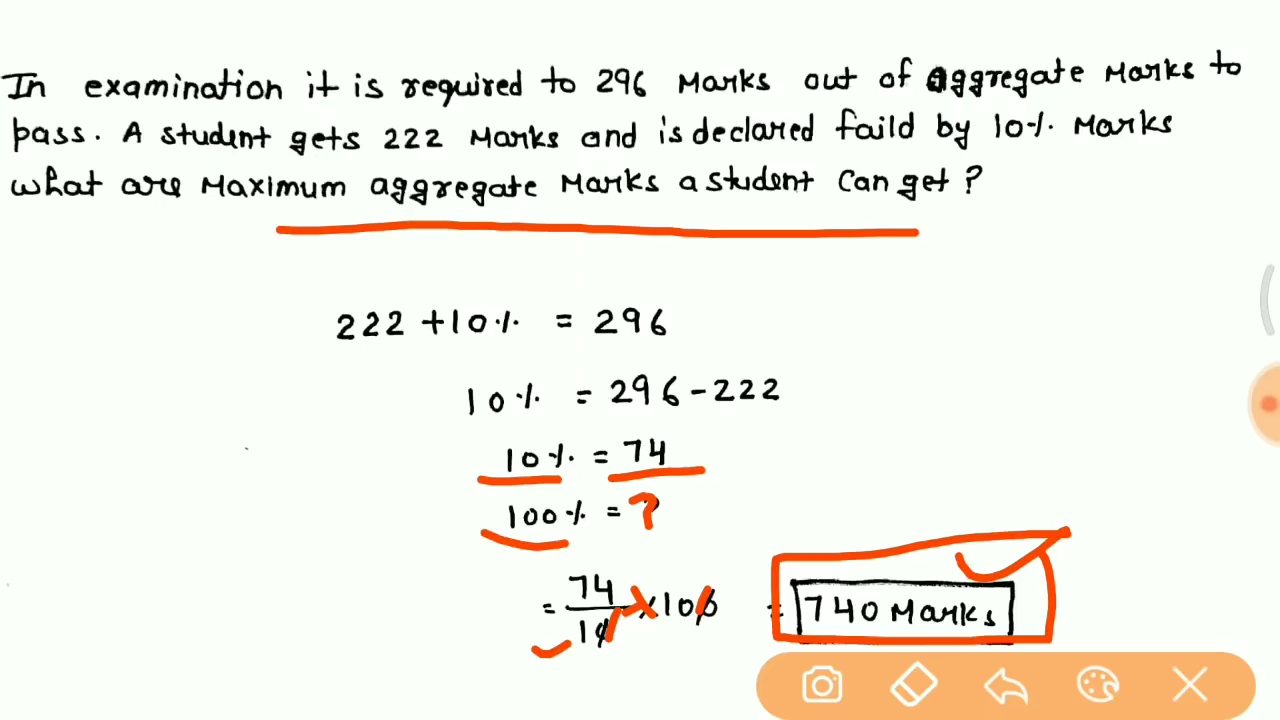 In examination it is required to 296 Marks out of aggregate Marks to
pass. A student gets 222 Marks and is declared faild by 10% Marks
what are Maximum aggregate Marks a student can get ?
222 + 10% = 296
10% = 296 - 222
10% = 74
100% = ?
= 74/10 × 100 = 740 Marks